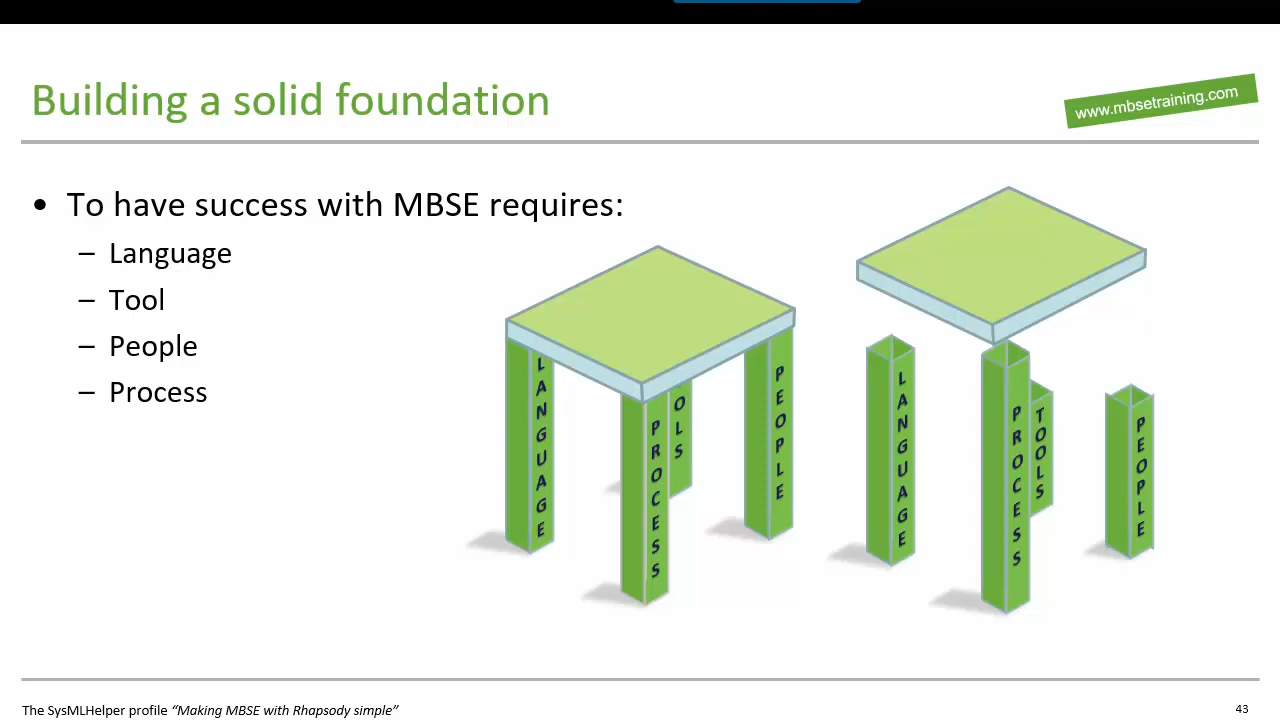 Building a solid foundation
www.mbsetraining.com
• To have success with MBSE requires:
– Language
– Tool
– People
– Process
LANGUAGE
PROCESS
OLS
PEOPLE
LANGUAGE
PROCESS
TOOLS
PEOPLE
The SysMLHelper profile “Making MBSE with Rhapsody simple”
43